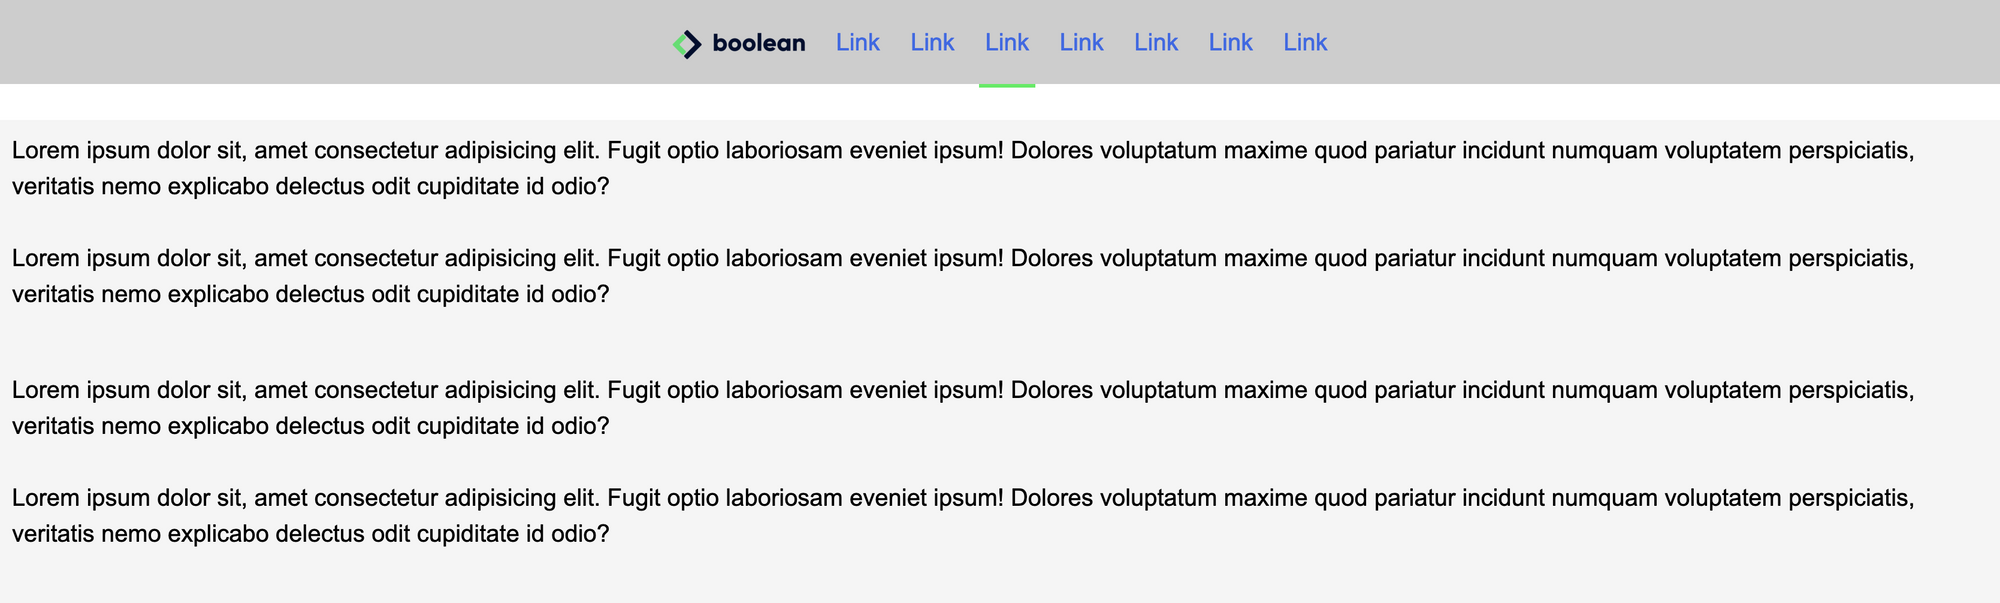 boolean Link Link Link Link Link Link Link
Lorem ipsum dolor sit, amet consectetur adipisicing elit. Fugit optio laboriosam eveniet ipsum! Dolores voluptatum maxime quod pariatur incidunt numquam voluptatem perspiciatis,
veritatis nemo explicabo delectus odit cupiditate id odio?
Lorem ipsum dolor sit, amet consectetur adipisicing elit. Fugit optio laboriosam eveniet ipsum! Dolores voluptatum maxime quod pariatur incidunt numquam voluptatem perspiciatis,
veritatis nemo explicabo delectus odit cupiditate id odio?
Lorem ipsum dolor sit, amet consectetur adipisicing elit. Fugit optio laboriosam eveniet ipsum! Dolores voluptatum maxime quod pariatur incidunt numquam voluptatem perspiciatis,
veritatis nemo explicabo delectus odit cupiditate id odio?
Lorem ipsum dolor sit, amet consectetur adipisicing elit. Fugit optio laboriosam eveniet ipsum! Dolores voluptatum maxime quod pariatur incidunt numquam voluptatem perspiciatis,
veritatis nemo explicabo delectus odit cupiditate id odio?